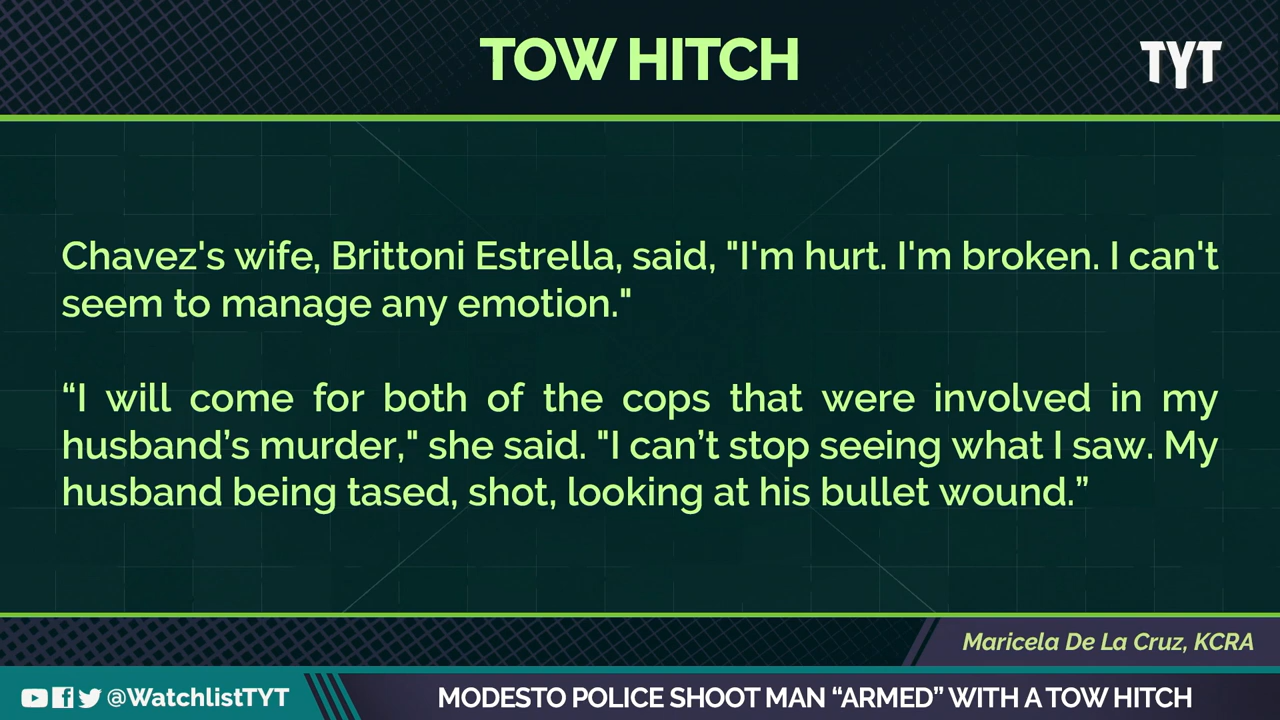 TOW HITCH
TYT
Chavez's wife, Brittoni Estrella, said, "I'm hurt. I'm broken. I can't
seem to manage any emotion."
“I will come for both of the cops that were involved in my
husband’s murder," she said. "I can’t stop seeing what I saw. My
husband being tased, shot, looking at his bullet wound.”
Maricela De La Cruz, KCRA
@WatchlistTYT
MODESTO POLICE SHOOT MAN “ARMED” WITH A TOW HITCH